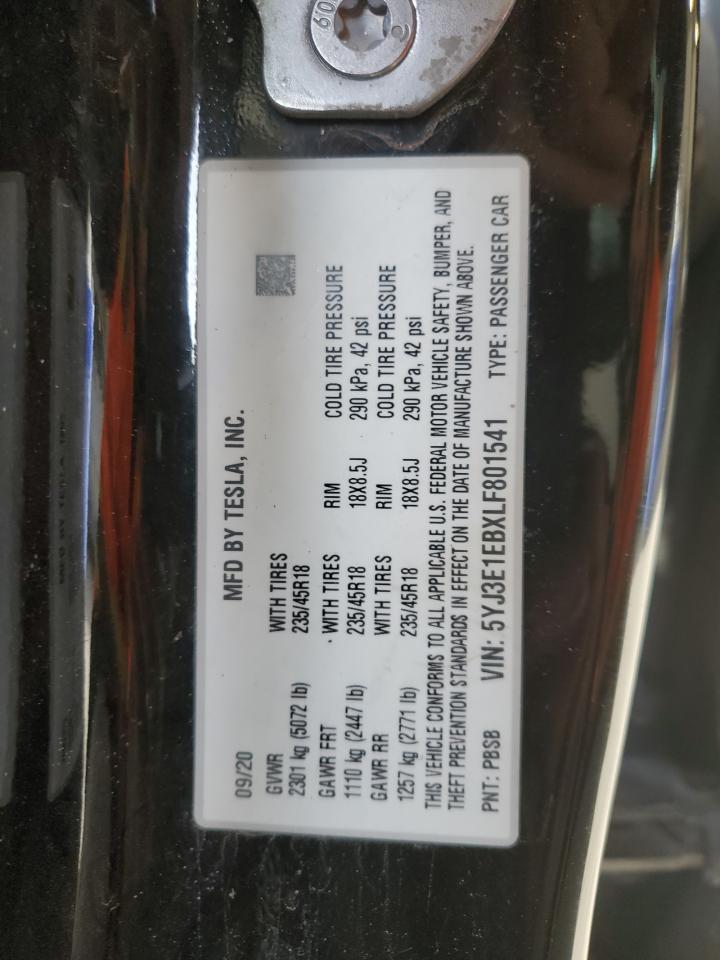 09/20 MFD BY TESLA, INC.
GVWR WITH TIRES
2301 kg (5072 lb) 235/45R18
GAWR FRT WITH TIRES RIM COLD TIRE PRESSURE
1110 kg (2447 lb) 235/45R18 18X8.5J 290 kPa, 42 psi
GAWR RR WITH TIRES RIM COLD TIRE PRESSURE
1257 kg (2771 lb) 235/45R18 18X8.5J 290 kPa, 42 psi
THIS VEHICLE CONFORMS TO ALL APPLICABLE U.S. FEDERAL MOTOR VEHICLE SAFETY, BUMPER, AND
THEFT PREVENTION STANDARDS IN EFFECT ON THE DATE OF MANUFACTURE SHOWN ABOVE.
PNT: PBSB VIN: 5YJ3E1EBXLF801541 TYPE: PASSENGER CAR